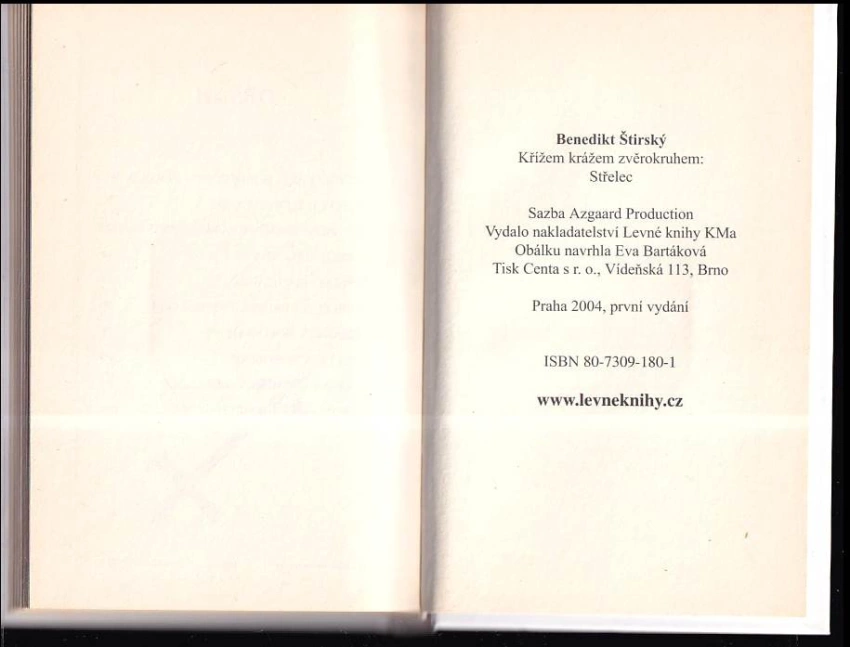 Benedikt Štirský
Křížem krážem zvěrokruhem:
Střelec
Sazba Azgaard Production
Vydalo nakladatelství Levné knihy KMa
Obálku navrhla Eva Bartáková
Tisk Centa s r. o., Vídeňská 113, Brno
Praha 2004, první vydání
ISBN 80-7309-180-1
www.levneknihy.cz